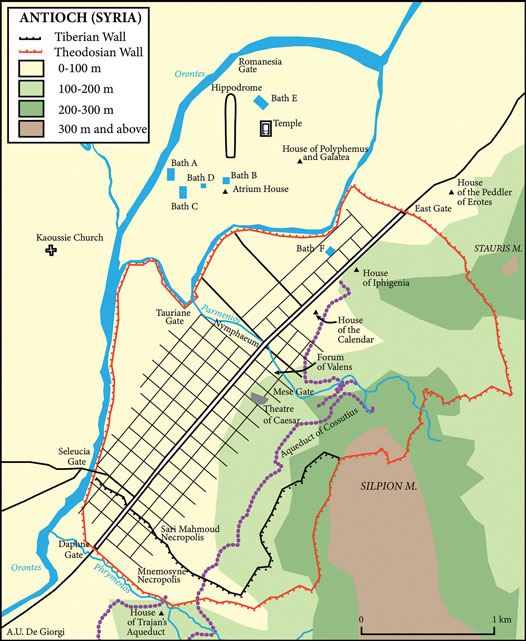 ANTIOCH (SYRIA)
Tiberian Wall
Theodosian Wall
0-100 m
100-200 m
200-300 m
300 m and above
Orontes
Romanesia
Gate
Hippodrome
Bath E
Temple
House of Polyphemus
and Galatea
Bath A
Bath D
Bath B
Atrium House
Bath C
House
of the Peddler
of Erotes
East Gate
Kaoussie Church
Bath F
STAURIS M.
House
of Iphigenia
Tauriane
Gate
Parmenios
Nymphaeum
House
of the
Calendar
Forum
of Valens
Mese Gate
Theatre
of Caesar
Aqueduct of Cossutius
Seleucia
Gate
SILPION M.
Sari Mahmoud
Necropolis
Daphne
Gate
Mnemosyne
Necropolis
Orontes
Phyrmenus
House
of Trajan's
Aqueduct
A.U. De Giorgi
0
1 km